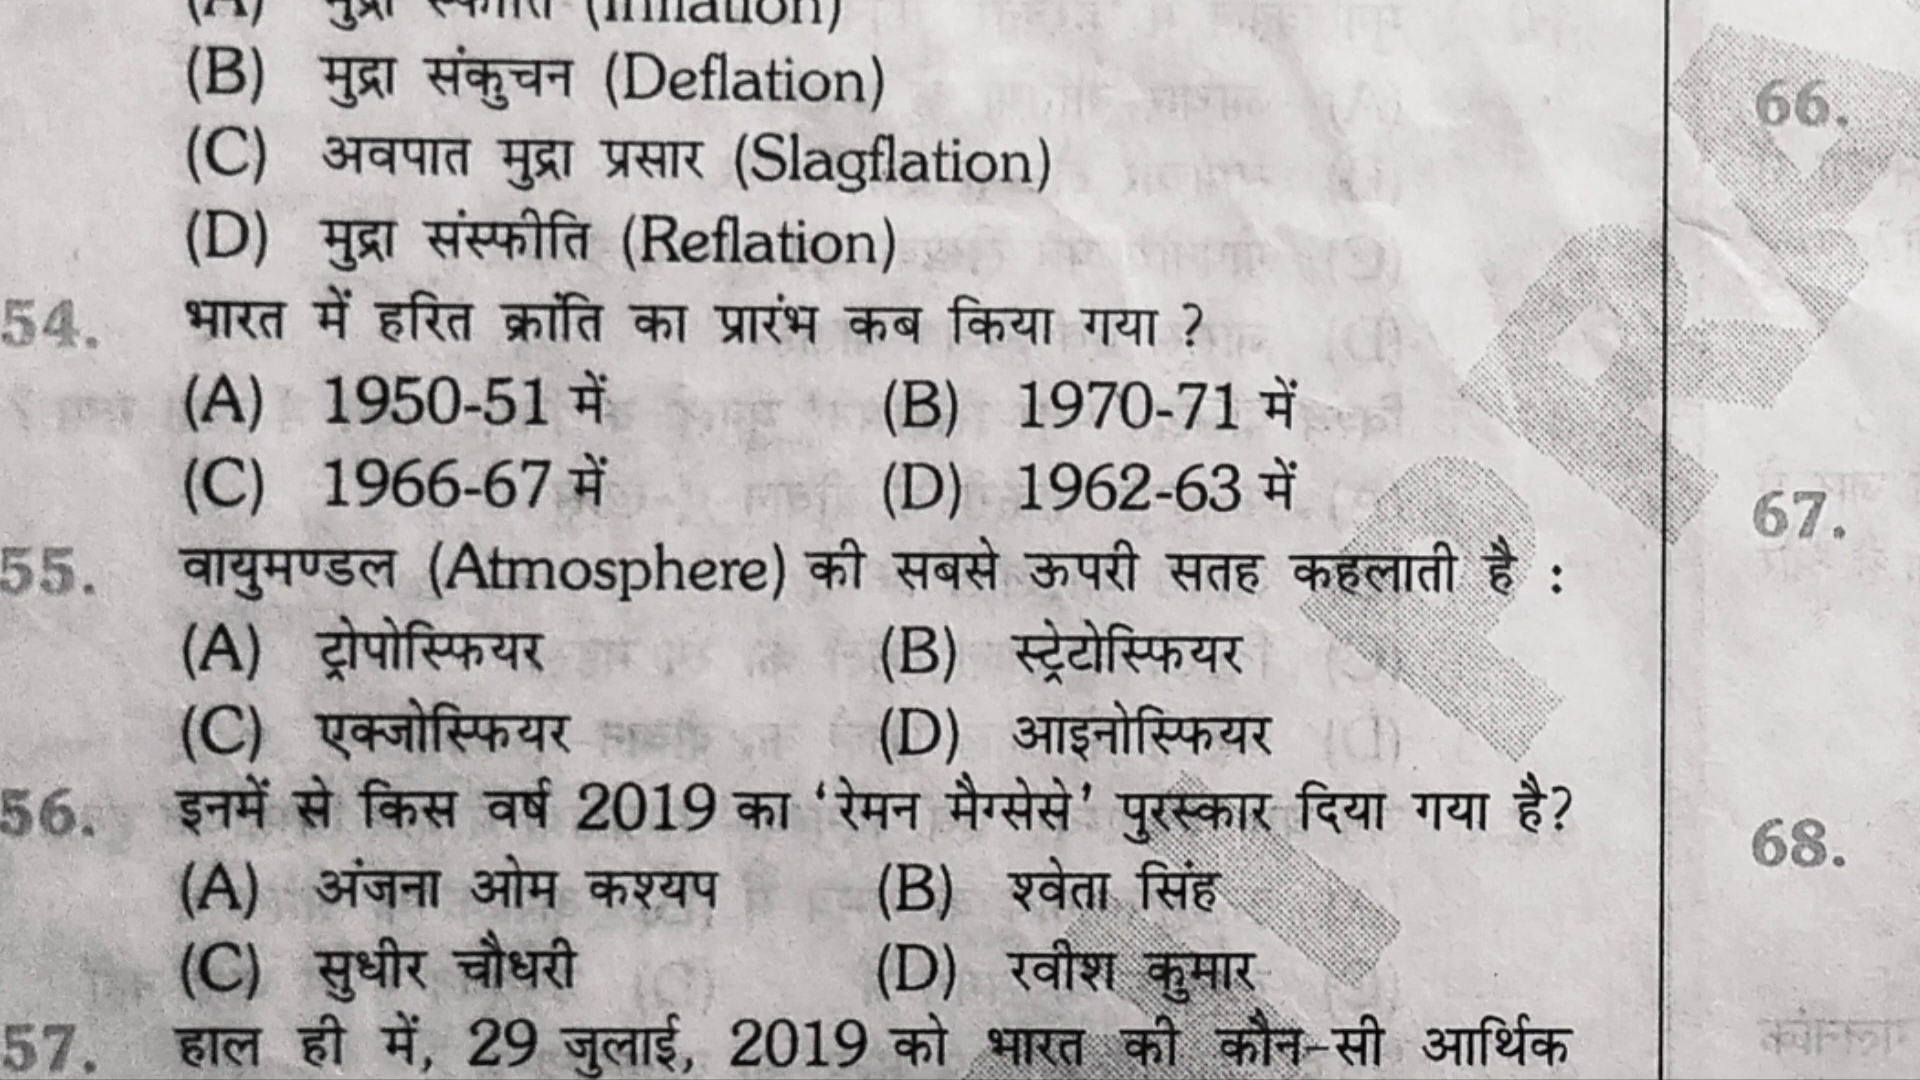 (A) मुद्रा स्फीति (Inflation)
(B) मुद्रा संकुचन (Deflation)
(C) अवपात मुद्रा प्रसार (Slagflation)
(D) मुद्रा संस्फीति (Reflation)
54. भारत में हरित क्रांति का प्रारंभ कब किया गया ?
(A) 1950-51 में (B) 1970-71 में
(C) 1966-67 में (D) 1962-63 में
55. वायुमण्डल (Atmosphere) की सबसे ऊपरी सतह कहलाती है :
(A) ट्रोपोस्फियर (B) स्ट्रेटोस्फियर
(C) एक्जोस्फियर (D) आइनोस्फियर
56. इनमें से किस वर्ष 2019 का ‘रेमन मैग्सेसे’ पुरस्कार दिया गया है?
(A) अंजना ओम कश्यप (B) श्वेता सिंह
(C) सुधीर चौधरी (D) रवीश कुमार
57. हाल ही में, 29 जुलाई, 2019 को भारत की कौन-सी आर्थिक
66.
67.
68.